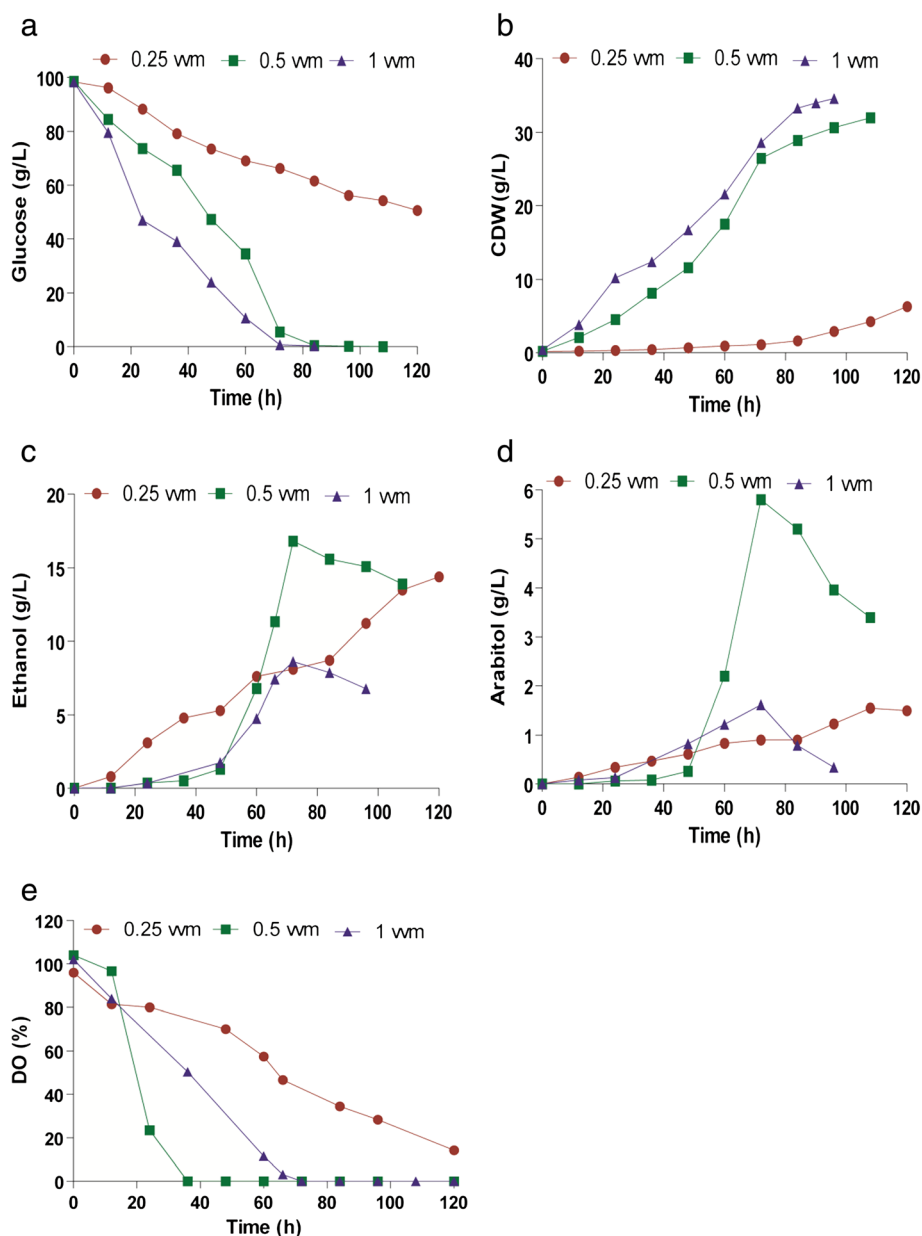 a
0.25 vvm 0.5 vvm 1 vvm
100
80
60
40
20
0
Glucose (g/L)
0 20 40 60 80 100 120
Time (h)
b
0.25 vvm 0.5 vvm 1 vvm
40
30
20
10
0
CDW(g/L)
0 20 40 60 80 100 120
Time (h)
c
0.25 vvm 0.5 vvm 1 vvm
20
15
10
5
0
Ethanol (g/L)
0 20 40 60 80 100 120
Time (h)
d
0.25 vvm 0.5 vvm 1 vvm
6
5
4
3
2
1
0
Arabitol (g/L)
0 20 40 60 80 100 120
Time (h)
e
0.25 vvm 0.5 vvm 1 vvm
120
100
80
60
40
20
0
DO (%)
0 20 40 60 80 100 120
Time (h)